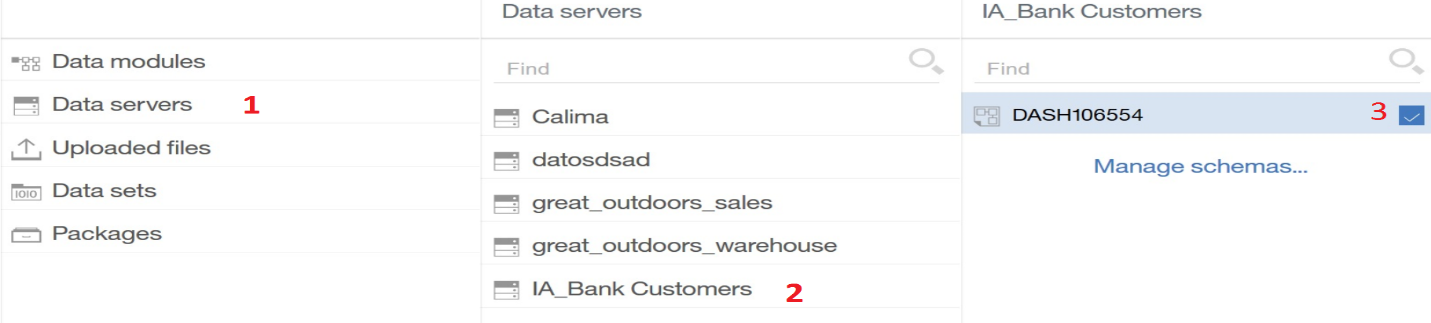 Data servers
IA_Bank Customers
Data modules
Data servers 1
Uploaded files
IOIO Data sets
Packages
Find
Calima
datosdsad
great_outdoors_sales
great_outdoors_warehouse
IA_Bank Customers 2
Find
DASH106554 3
Manage schemas...